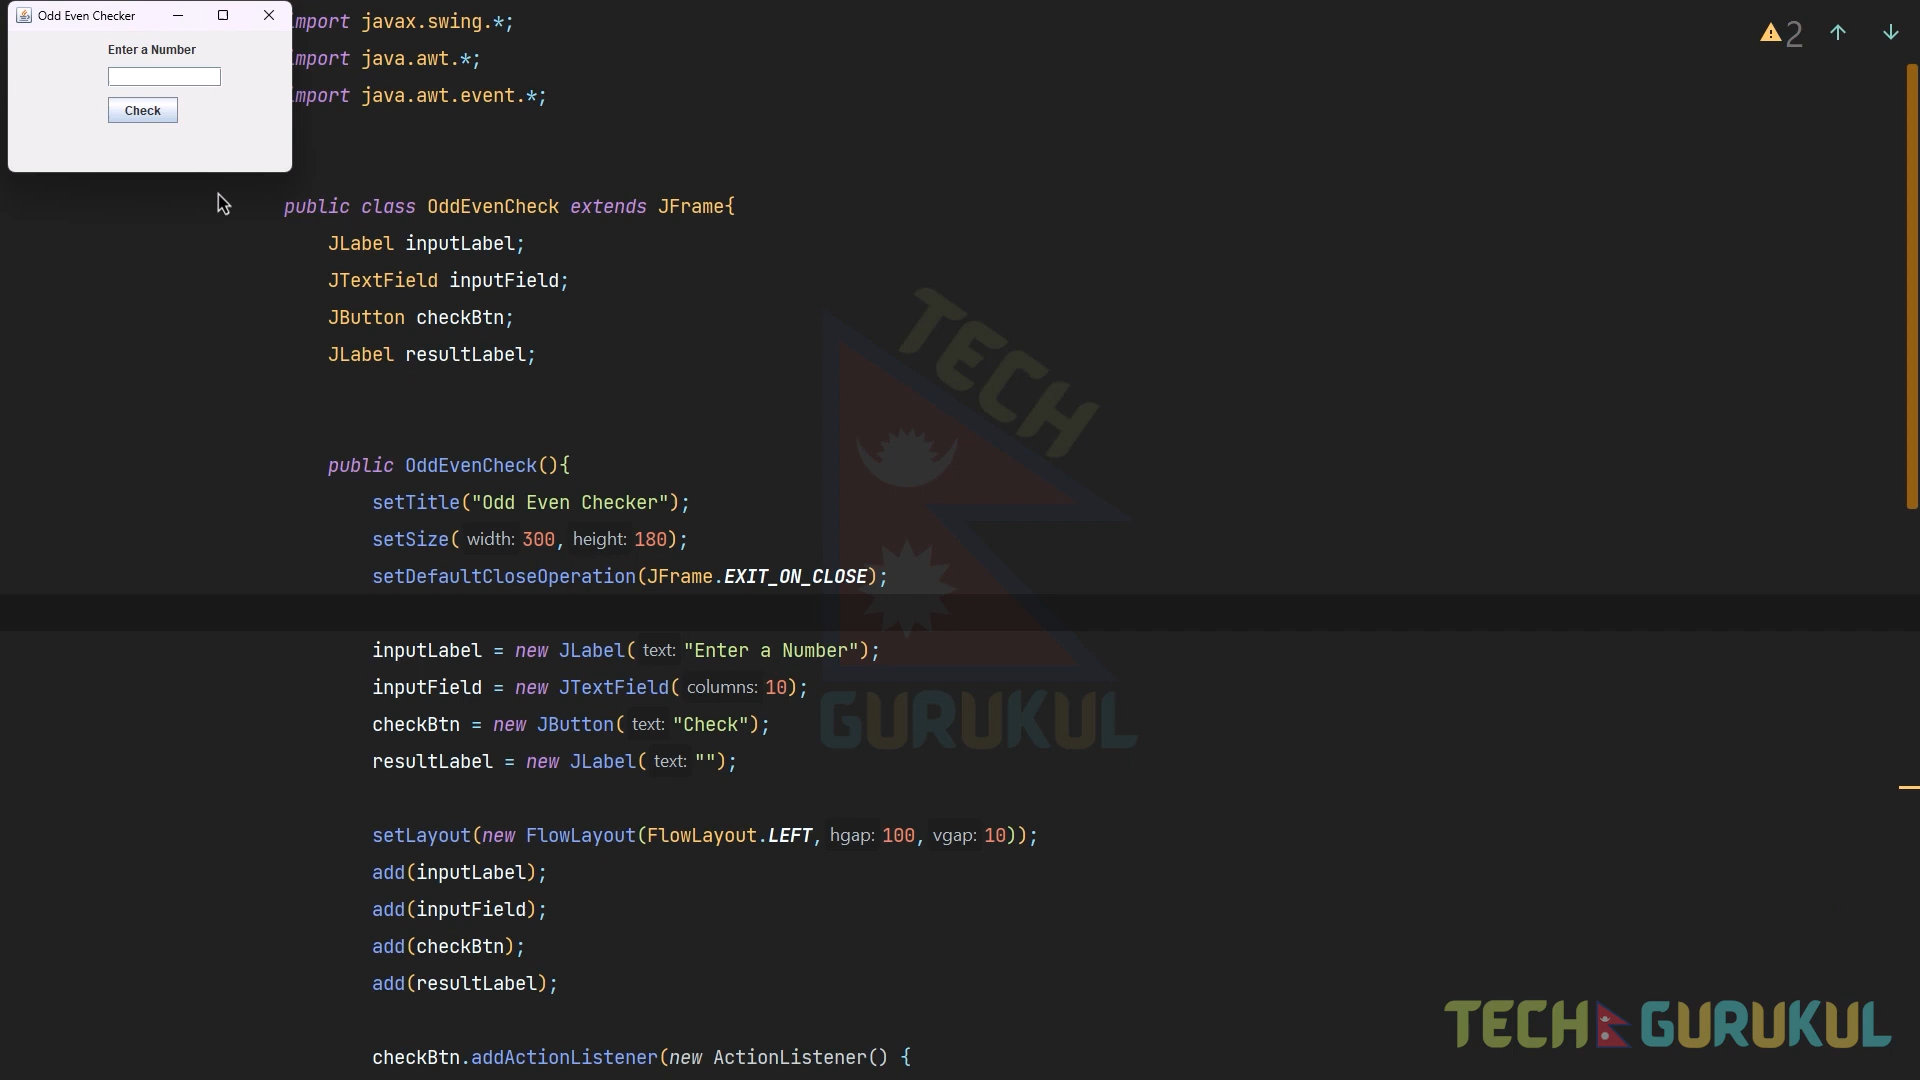 Odd Even Checker
Enter a Number
Check
import javax.swing.*;
import java.awt.*;
import java.awt.event.*;
2
public class OddEvenCheck extends JFrame{
JLabel inputLabel;
JTextField inputField;
JButton checkBtn;
JLabel resultLabel;
public OddEvenCheck(){
setTitle("Odd Even Checker");
setSize( width: 300, height: 180);
setDefaultCloseOperation(JFrame.EXIT_ON_CLOSE);
inputLabel = new JLabel( text: "Enter a Number");
inputField = new JTextField( columns: 10);
checkBtn = new JButton( text: "Check");
resultLabel = new JLabel( text: "");
setLayout(new FlowLayout(FlowLayout.LEFT, hgap: 100, vgap: 10));
add(inputLabel);
add(inputField);
add(checkBtn);
add(resultLabel);
checkBtn.addActionListener(new ActionListener() {
TECH
GURUKUL
TECH GURUKUL